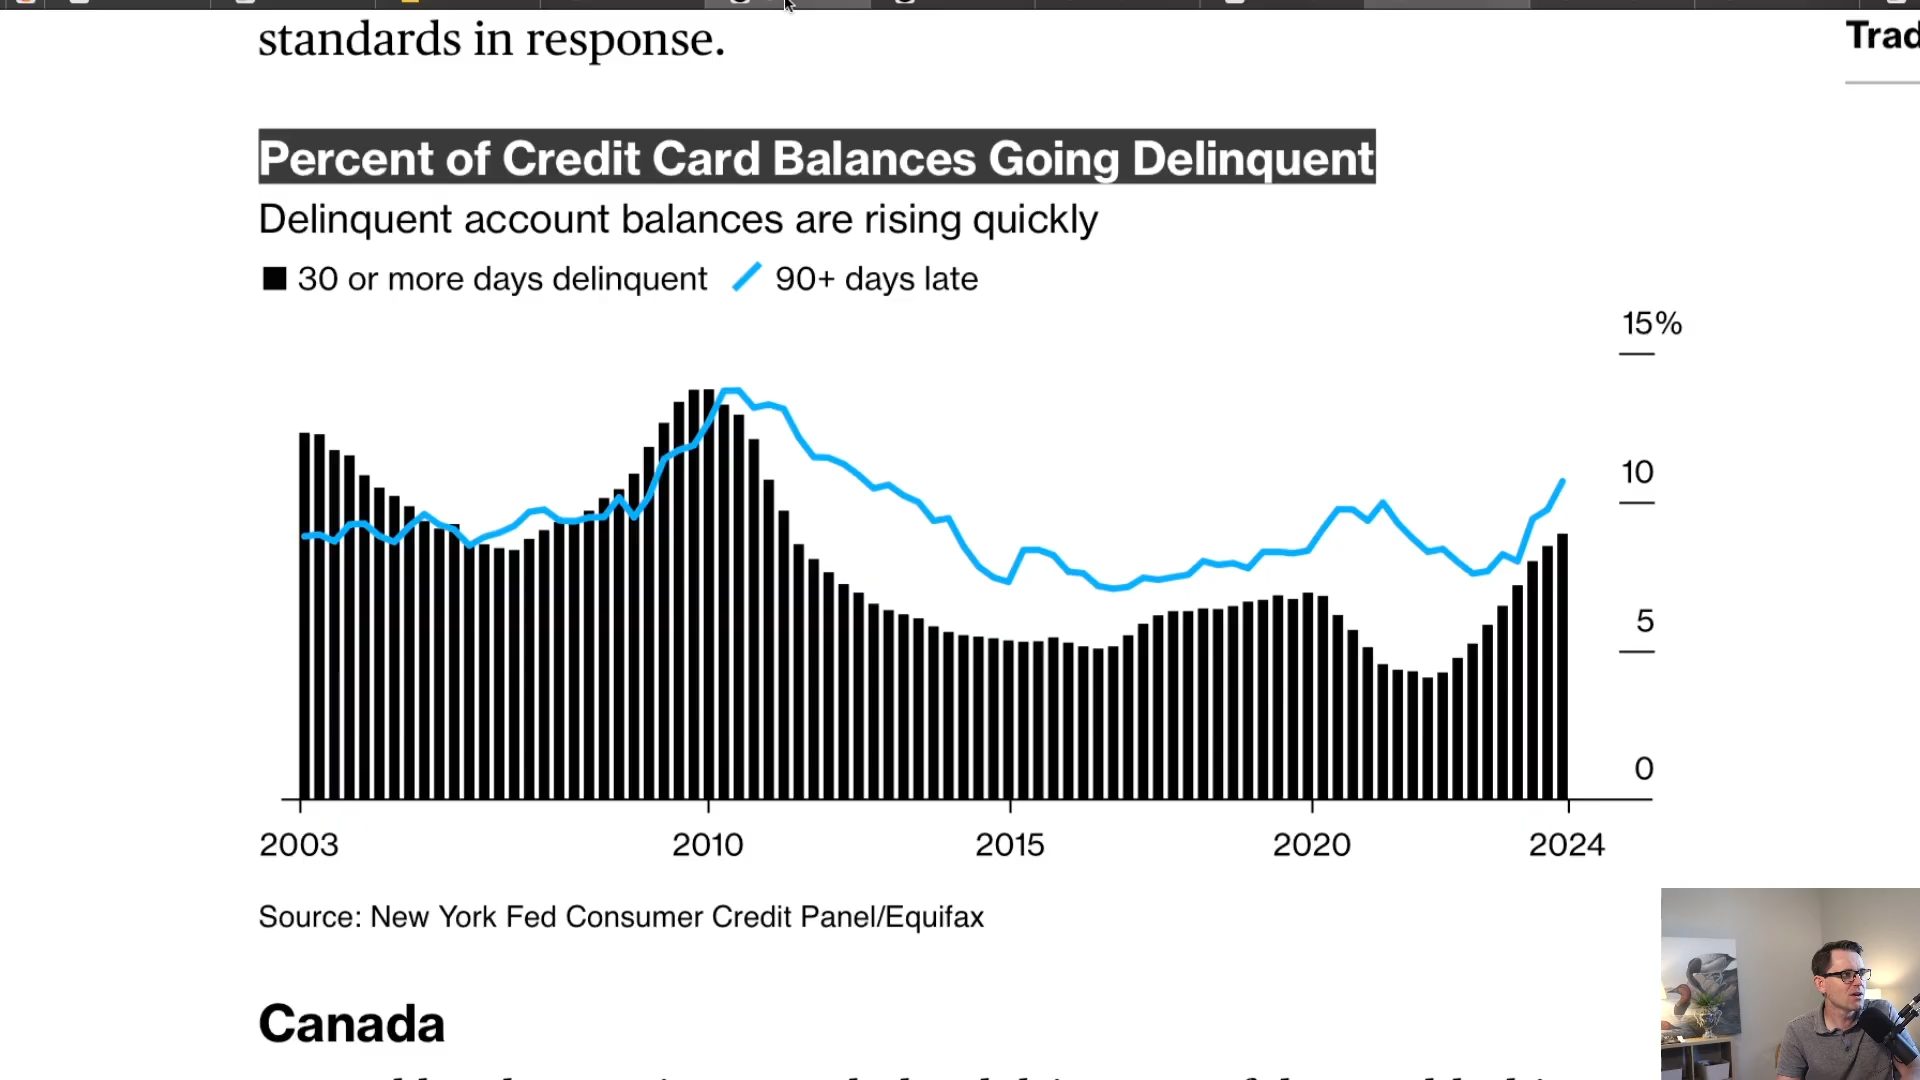 standards in response.
Trad
Percent of Credit Card Balances Going Delinquent
Delinquent account balances are rising quickly
30 or more days delinquent 90+ days late
15%
10
5
0
2003 2010 2015 2020 2024
Source: New York Fed Consumer Credit Panel/Equifax
Canada